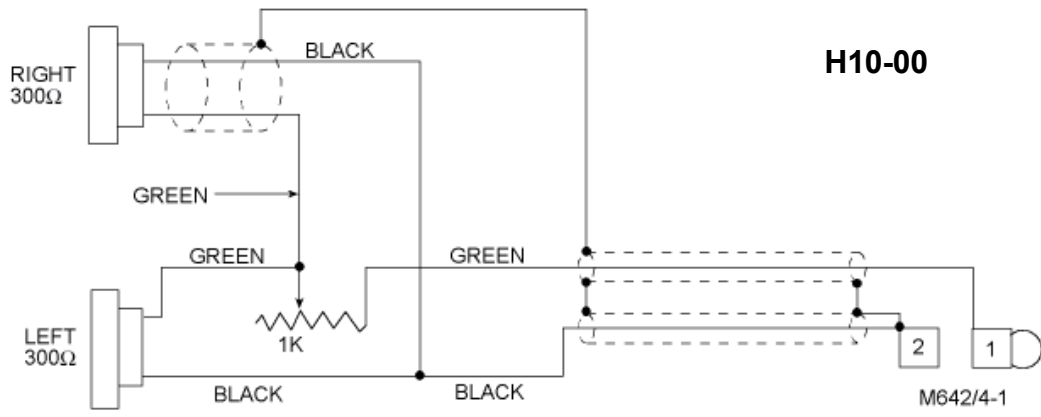 H10-00
BLACK
RIGHT
300Ω
GREEN
GREEN
GREEN
1K
LEFT
300Ω
BLACK
BLACK
2
1
M642/4-1